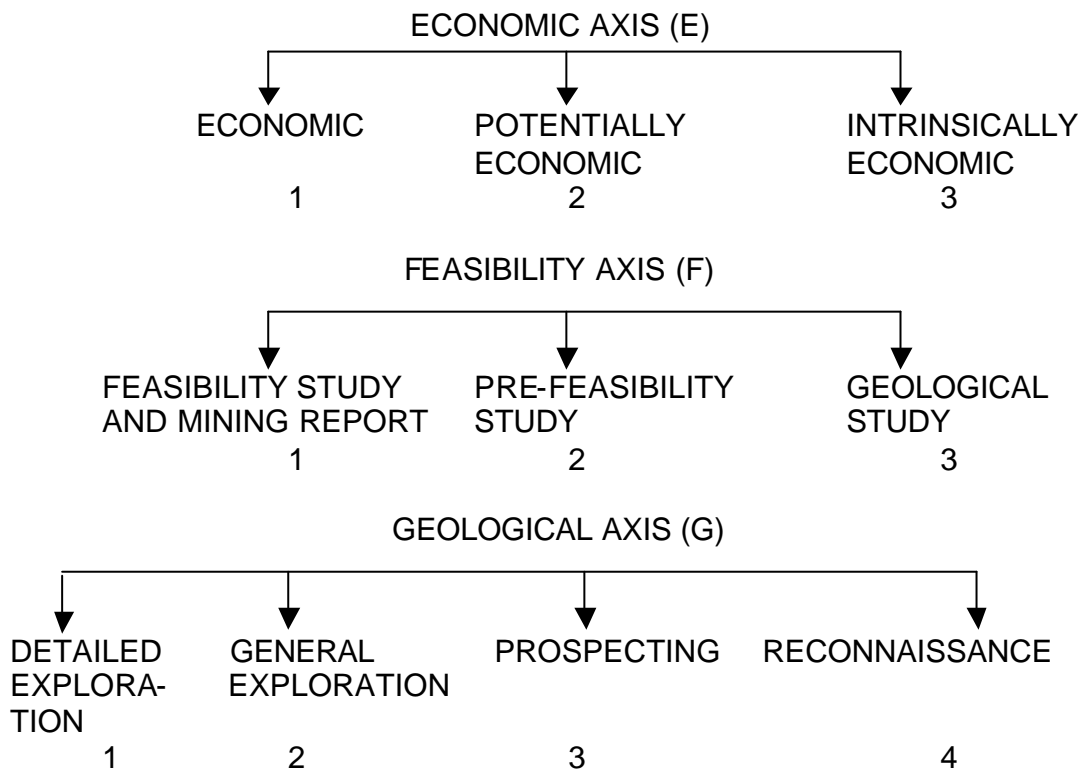 ECONOMIC AXIS (E)
ECONOMIC
POTENTIALLY
ECONOMIC
INTRINSICALLY
ECONOMIC
1
2
3
FEASIBILITY AXIS (F)
FEASIBILITY STUDY
AND MINING REPORT
PRE-FEASIBILITY
STUDY
GEOLOGICAL
STUDY
1
2
3
GEOLOGICAL AXIS (G)
DETAILED
EXPLORA-
TION
GENERAL
EXPLORATION
PROSPECTING
RECONNAISSANCE
1
2
3
4